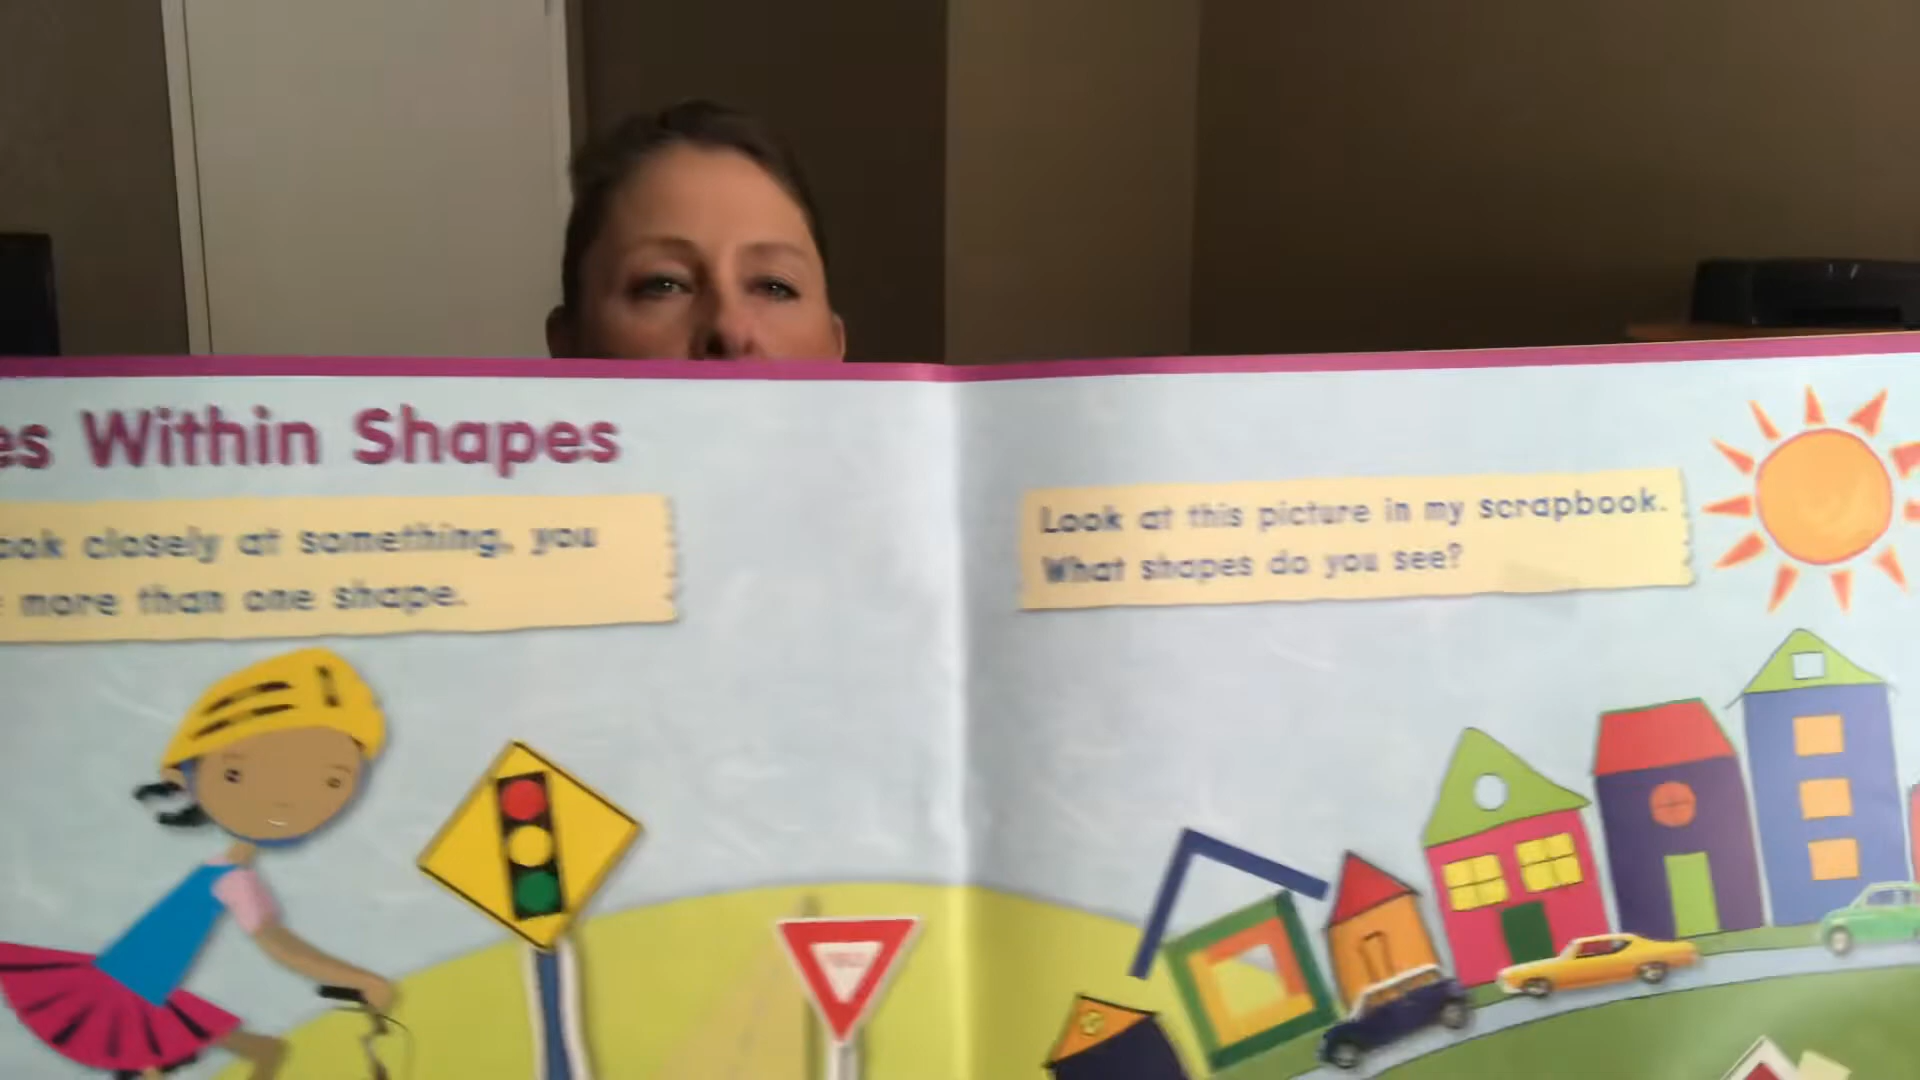 es Within Shapes
ook closely at something, you
more than one shape.
Look at this picture in my scrapbook.
What shapes do you see?